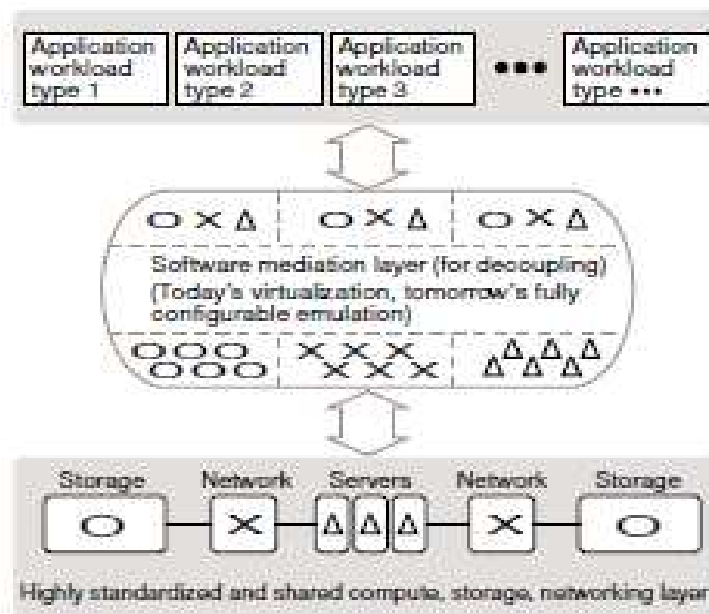 Application workload type 1
Application workload type 2
Application workload type 3
•••
Application workload type •••
O X Δ
O X Δ
O X Δ
Software mediation layer (for decoupling)
(Today's virtualization, tomorrow's fully
configurable emulation)
O O O
O O O
X X X
X X X
Δ Δ Δ
Δ Δ Δ Δ
Storage
Network
Servers
Network
Storage
O
X
Δ
Δ
Δ
X
O
Highly standardized and shared compute, storage, networking layer